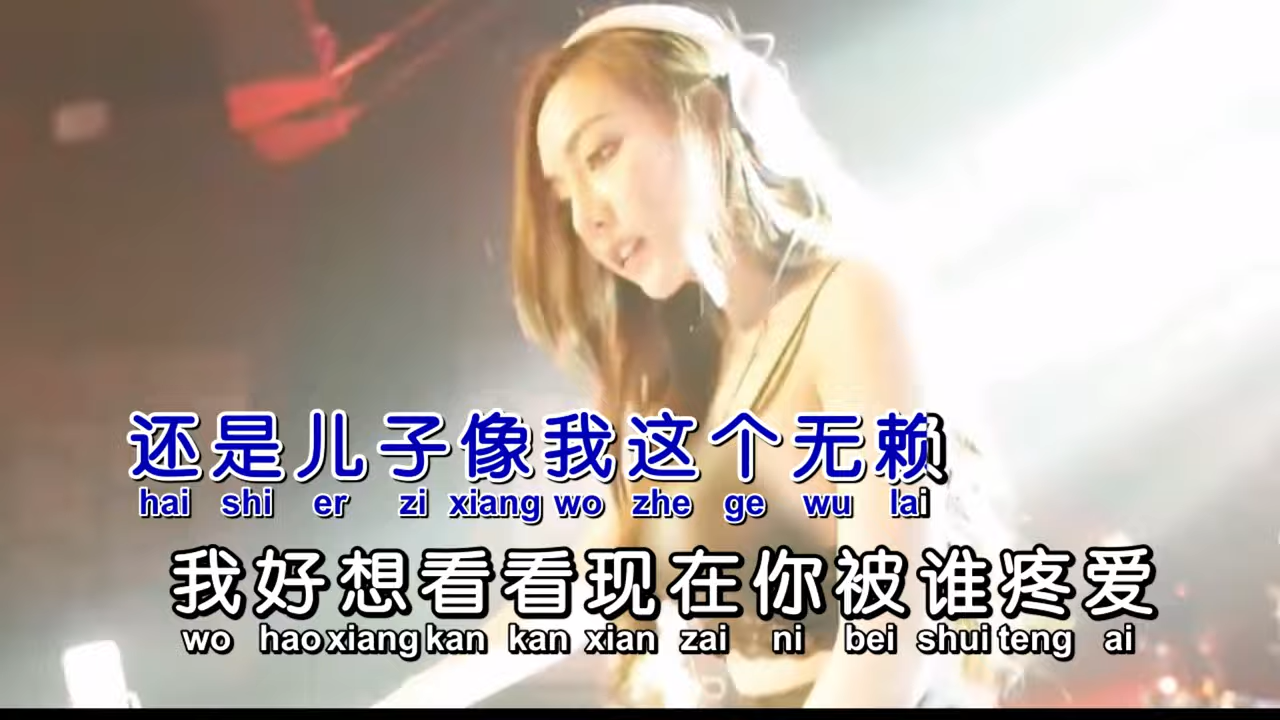 还是儿子像我这个无赖
hai shi er zi xiang wo zhe ge wu lai
我好想看看现在你被谁疼爱
wo hao xiang kan kan xian zai ni bei shui teng ai